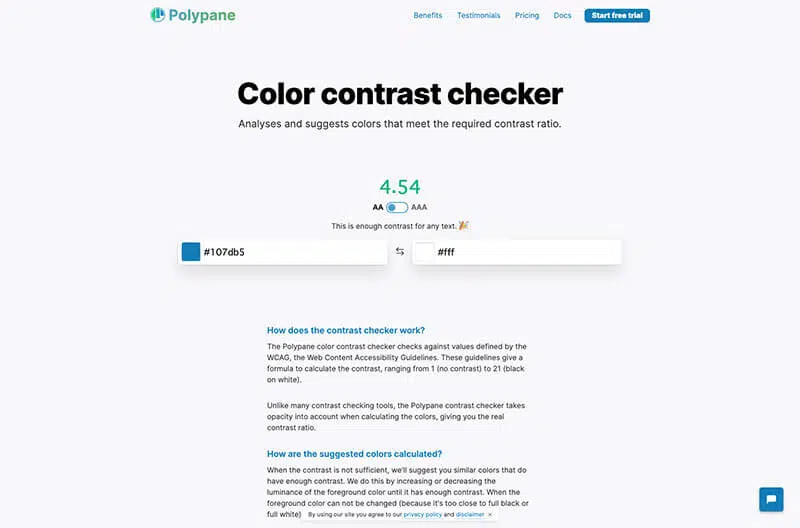 Polypane
Benefits Testimonials Pricing Docs Start free trial
Color contrast checker
Analyses and suggests colors that meet the required contrast ratio.
4.54
AA AAA
This is enough contrast for any text. 🎉
#107db5 ⇆ #fff
How does the contrast checker work?
The Polypane color contrast checker checks against values defined by the
WCAG, the Web Content Accessibility Guidelines. These guidelines give a
formula to calculate the contrast, ranging from 1 (no contrast) to 21 (black
on white).
Unlike many contrast checking tools, the Polypane contrast checker takes
opacity into account when calculating the colors, giving you the real
contrast ratio.
How are the suggested colors calculated?
When the contrast is not sufficient, we'll suggest you similar colors that do
have enough contrast. We do this by increasing or decreasing the
luminance of the foreground color until it has enough contrast. When the
foreground color can not be changed (because it's too close to full black or
full white)
By using our site you agree to our privacy policy and disclaimer ×